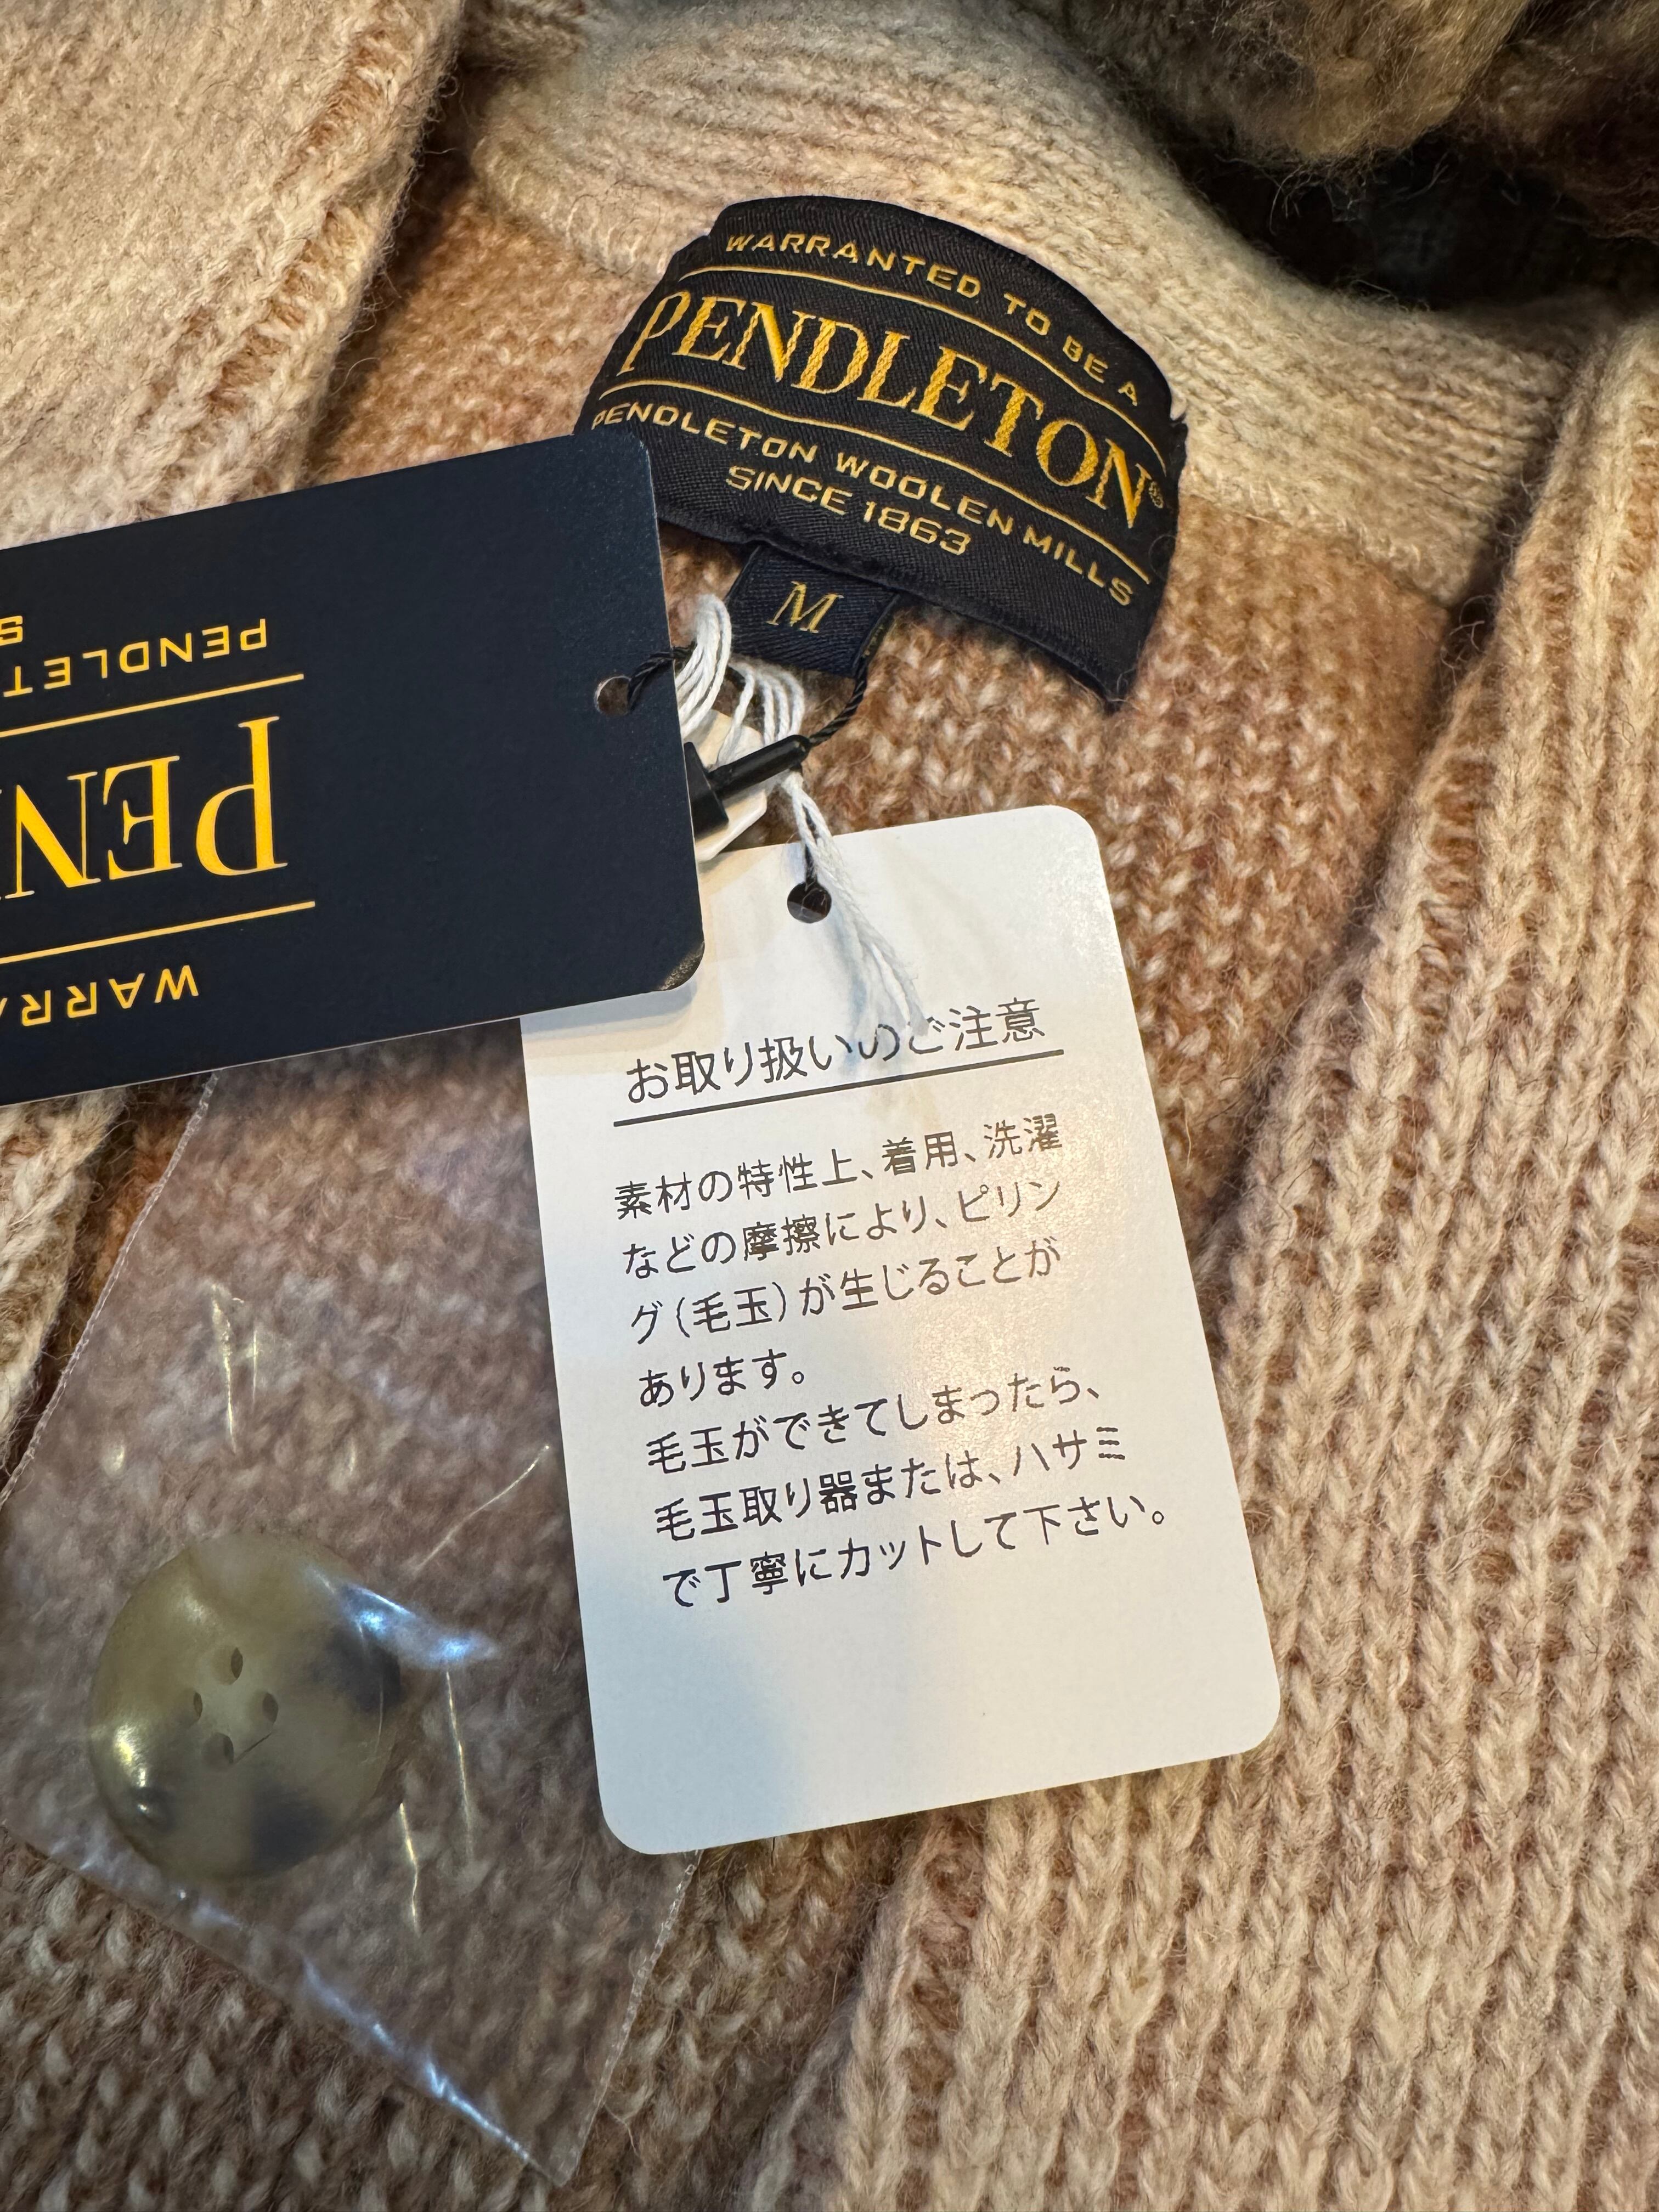 WARRANTED TO BE A
PENDLETON®
PENDLETON WOOLEN MILLS
SINCE 1863
M
お取り扱いのご注意
素材の特性上、着用、洗濯
などの摩擦により、ピリン
グ(毛玉)が生じることが
あります。
毛玉ができてしまったら、
毛玉取り器または、ハサミ
で丁寧にカットして下さい。
WARRA
PEN
PENDLET
S